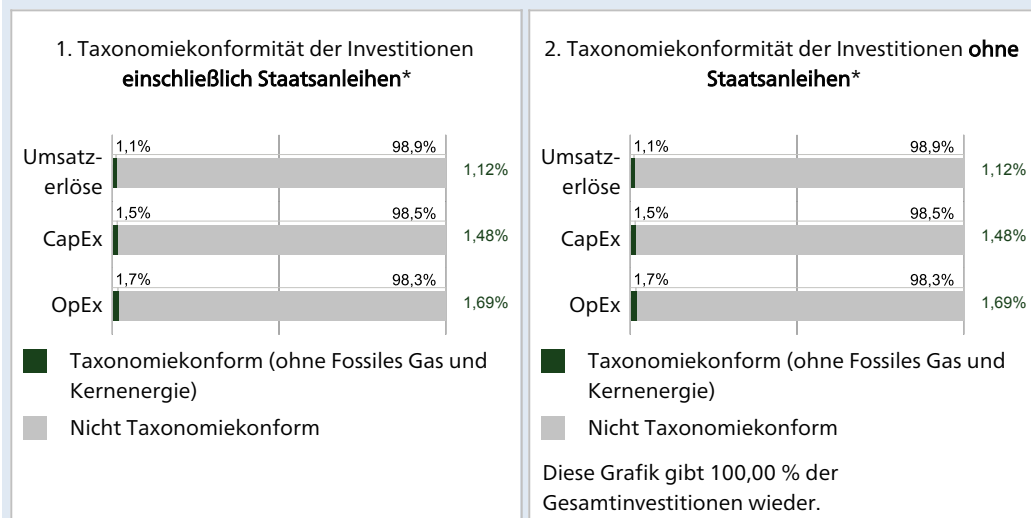 1. Taxonomiekonformität der Investitionen
einschließlich Staatsanleihen*
Umsatz-
erlöse
1,1%
98,9%
1,12%
CapEx
1,5%
98,5%
1,48%
OpEx
1,7%
98,3%
1,69%
Taxonomiekonform (ohne Fossiles Gas und
Kernenergie)
Nicht Taxonomiekonform
2. Taxonomiekonformität der Investitionen ohne
Staatsanleihen*
Umsatz-
erlöse
1,1%
98,9%
1,12%
CapEx
1,5%
98,5%
1,48%
OpEx
1,7%
98,3%
1,69%
Taxonomiekonform (ohne Fossiles Gas und
Kernenergie)
Nicht Taxonomiekonform
Diese Grafik gibt 100,00 % der
Gesamtinvestitionen wieder.